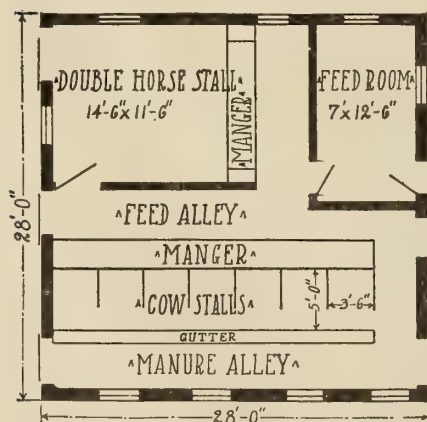 DOUBLE HORSE STALL
14'-6" x 11'-6"
MANGER
FEED ROOM
7' x 12'-6"
FEED ALLEY
MANGER
COW STALLS
5'-0"
3'-6"
GUTTER
MANURE ALLEY
28'-0"
28'-0"